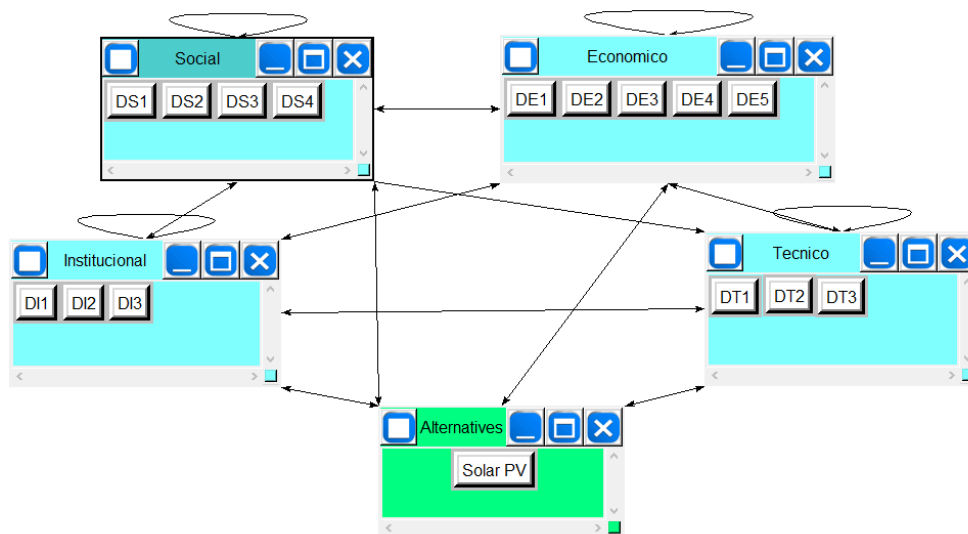 Social
DS1 DS2 DS3 DS4
Economico
DE1 DE2 DE3 DE4 DE5
Institucional
DI1 DI2 DI3
Tecnico
DT1 DT2 DT3
Alternatives
Solar PV